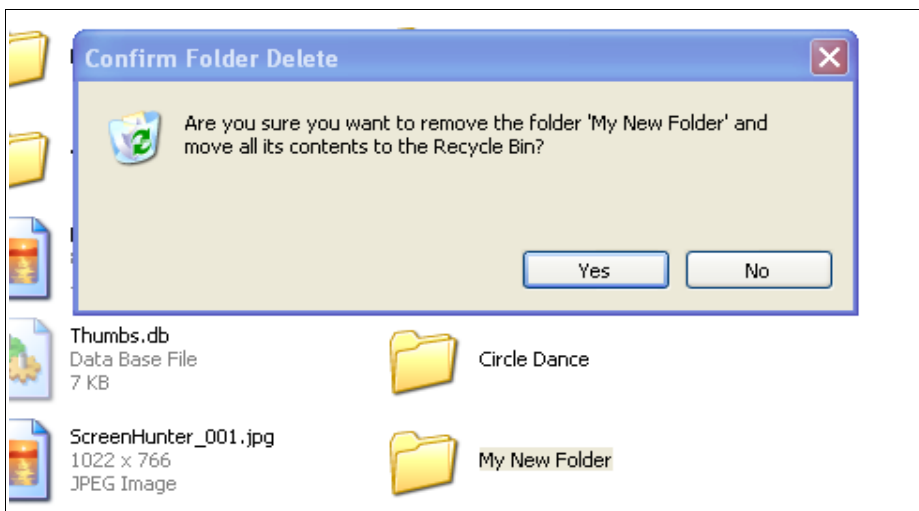 Confirm Folder Delete
Are you sure you want to remove the folder 'My New Folder' and
move all its contents to the Recycle Bin?
Yes
No
Thumbs.db
Data Base File
7 KB
Circle Dance
ScreenHunter_001.jpg
1022 x 766
JPEG Image
My New Folder